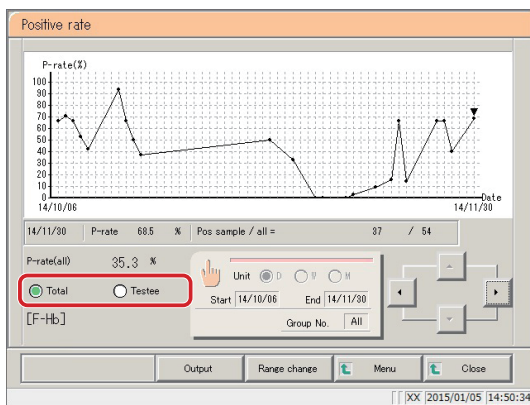 Positive rate
P-rate(%)
100
90
80
70
60
50
40
30
20
10
0
Date
14/10/06 14/11/30
14/11/30 P-rate 68.5 % Pos sample / all = 37 / 54
P-rate(all) 35.3 %
Unit D W M
Total Testee
Start 14/10/06 End 14/11/30
[F-Hb]
Group No. All
Output Range change Menu Close
XX 2015/01/05 14:50:34